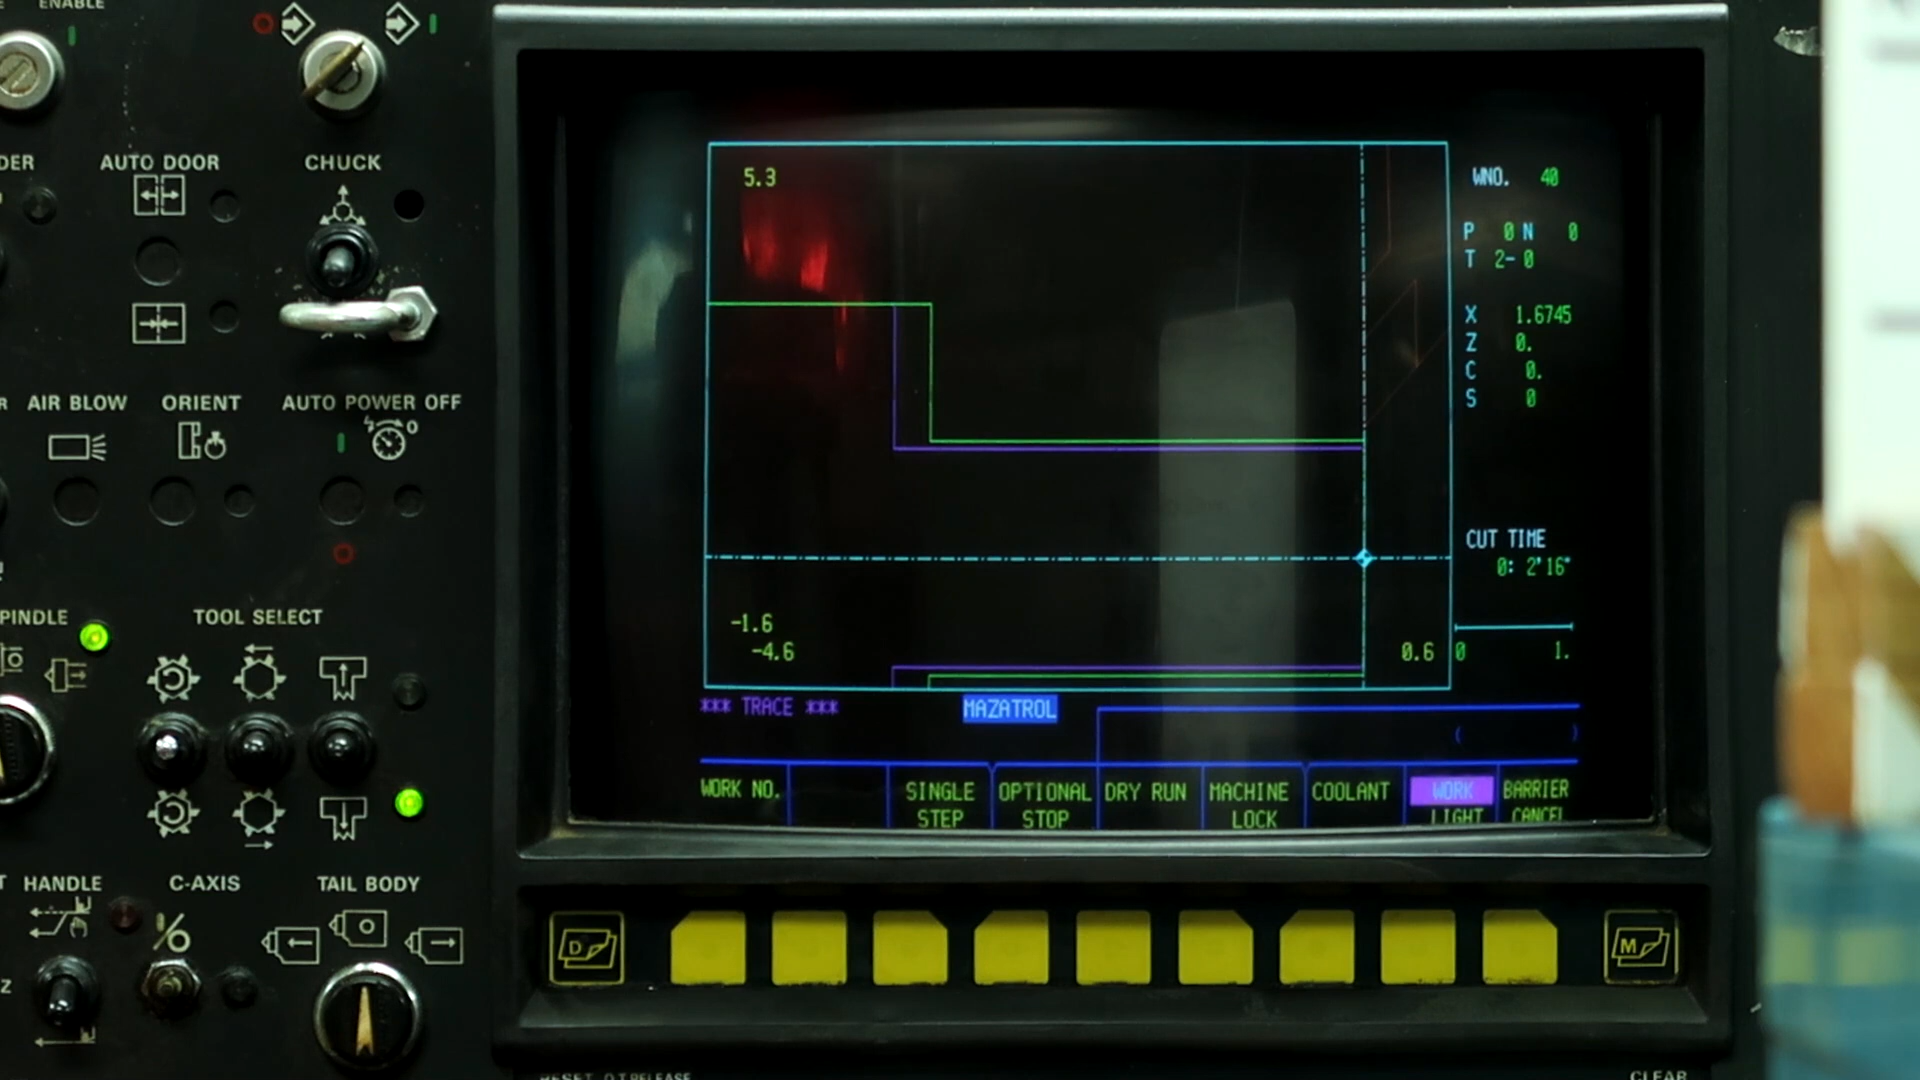 ENABLE
AUTO DOOR
CHUCK
AIR BLOW
ORIENT
AUTO POWER OFF
TOOL SELECT
HANDLE
C-AXIS
TAIL BODY
Z
5.3
-1.6
-4.6
0.6
WNO. 40
P 0 N 0
T 2- 0
X 1.6745
Z 0.
C 0.
S 0
CUT TIME
0: 2'16"
0 1.
*** TRACE ***
MAZATROL
( )
WORK NO.
SINGLE STEP
OPTIONAL STOP
DRY RUN
MACHINE LOCK
COOLANT
WORK LIGHT
BARRIER CANCEL
D
M
CLEAR